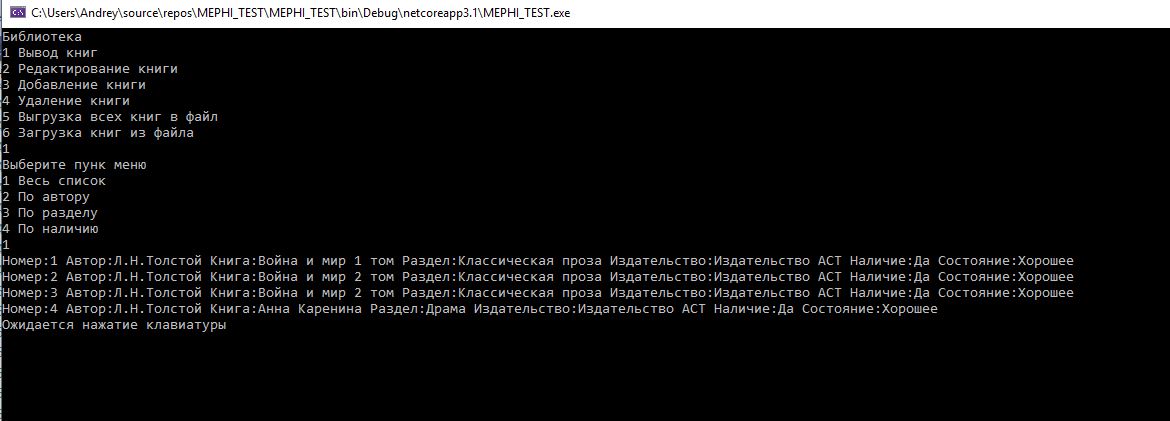 C:\Users\Andrey\source\repos\MEPHI_TEST\MEPHI_TEST\bin\Debug\netcoreapp3.1\MEPHI_TEST.exe
Библиотека
1 Вывод книг
2 Редактирование книги
3 Добавление книги
4 Удаление книги
5 Выгрузка всех книг в файл
6 Загрузка книг из файла
1
Выберите пунк меню
1 Весь список
2 По автору
3 По разделу
4 По наличию
1
Номер:1 Автор:Л.Н.Толстой Книга:Война и мир 1 том Раздел:Классическая проза Издательство:Издательство АСТ Наличие:Да Состояние:Хорошее
Номер:2 Автор:Л.Н.Толстой Книга:Война и мир 2 том Раздел:Классическая проза Издательство:Издательство АСТ Наличие:Да Состояние:Хорошее
Номер:3 Автор:Л.Н.Толстой Книга:Война и мир 2 том Раздел:Классическая проза Издательство:Издательство АСТ Наличие:Да Состояние:Хорошее
Номер:4 Автор:Л.Н.Толстой Книга:Анна Каренина Раздел:Драма Издательство:Издательство АСТ Наличие:Да Состояние:Хорошее
Ожидается нажатие клавиатуры